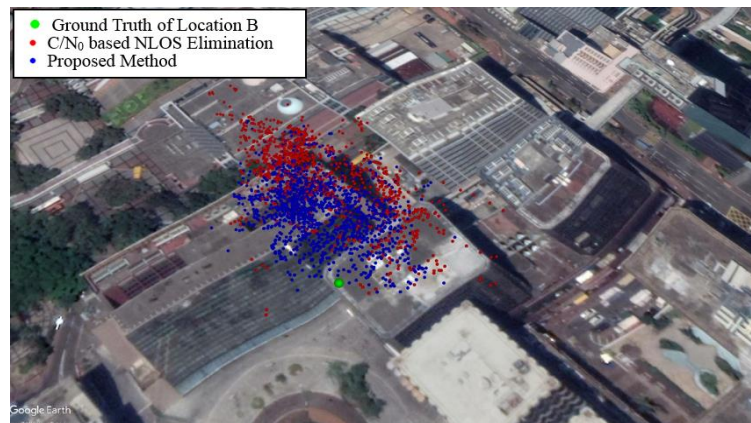 Ground Truth of Location B
C/N₀ based NLOS Elimination
Proposed Method
Google Earth